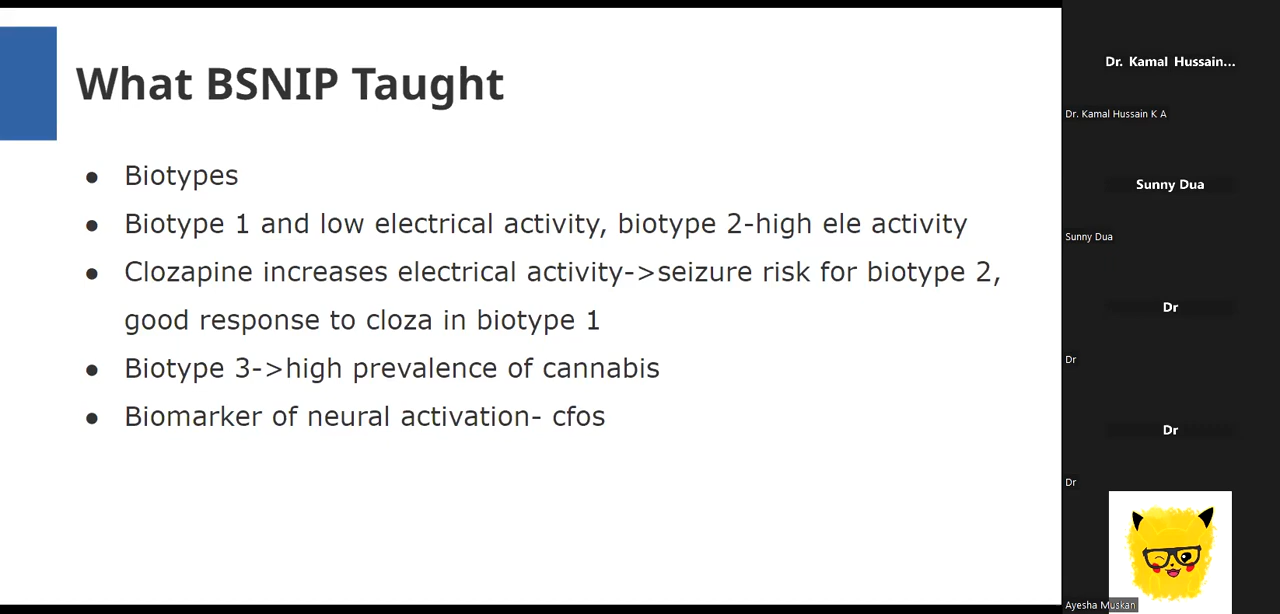 What BSNIP Taught
● Biotypes
● Biotype 1 and low electrical activity, biotype 2-high ele activity
● Clozapine increases electrical activity->seizure risk for biotype 2,
good response to cloza in biotype 1
● Biotype 3->high prevalence of cannabis
● Biomarker of neural activation- cfos
Dr. Kamal Hussain...
Dr. Kamal Hussain K A
Sunny Dua
Sunny Dua
Dr
Dr
Dr
Dr
Ayesha Muskan